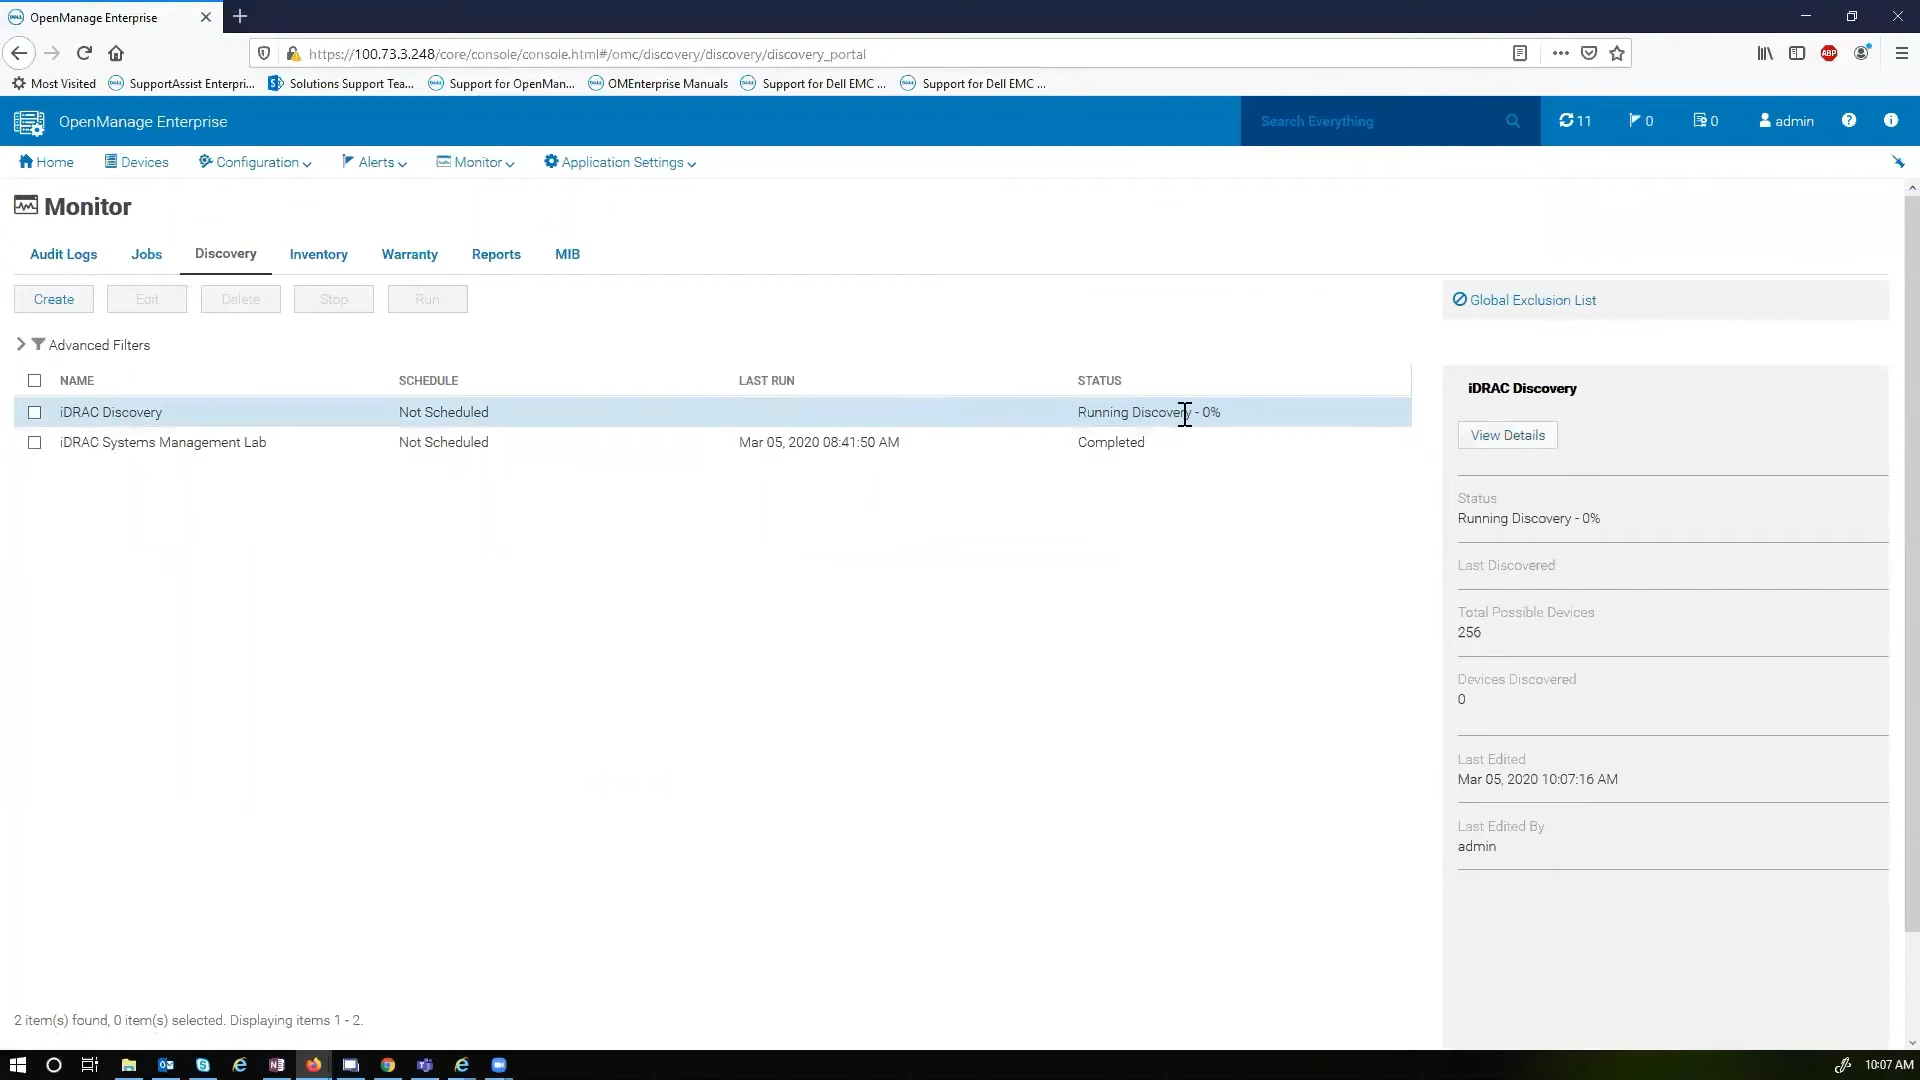 OpenManage Enterprise
https://100.73.3.248/core/console/console.html#/omc/discovery/discovery/discovery_portal
Most Visited SupportAssist Enterpri... Solutions Support Tea... Support for OpenMan... OMEnterprise Manuals Support for Dell EMC ... Support for Dell EMC ...
OpenManage Enterprise Search Everything 11 0 0 admin
Home Devices Configuration Alerts Monitor Application Settings
Monitor
Audit Logs Jobs Discovery Inventory Warranty Reports MIB
Create Edit Delete Stop Run Global Exclusion List
Advanced Filters
NAME SCHEDULE LAST RUN STATUS
iDRAC Discovery Not Scheduled Running Discovery - 0%
iDRAC Systems Management Lab Not Scheduled Mar 05, 2020 08:41:50 AM Completed
iDRAC Discovery
View Details
Status
Running Discovery - 0%
Last Discovered
Total Possible Devices
256
Devices Discovered
0
Last Edited
Mar 05, 2020 10:07:16 AM
Last Edited By
admin
2 item(s) found, 0 item(s) selected. Displaying items 1 - 2.
10:07 AM